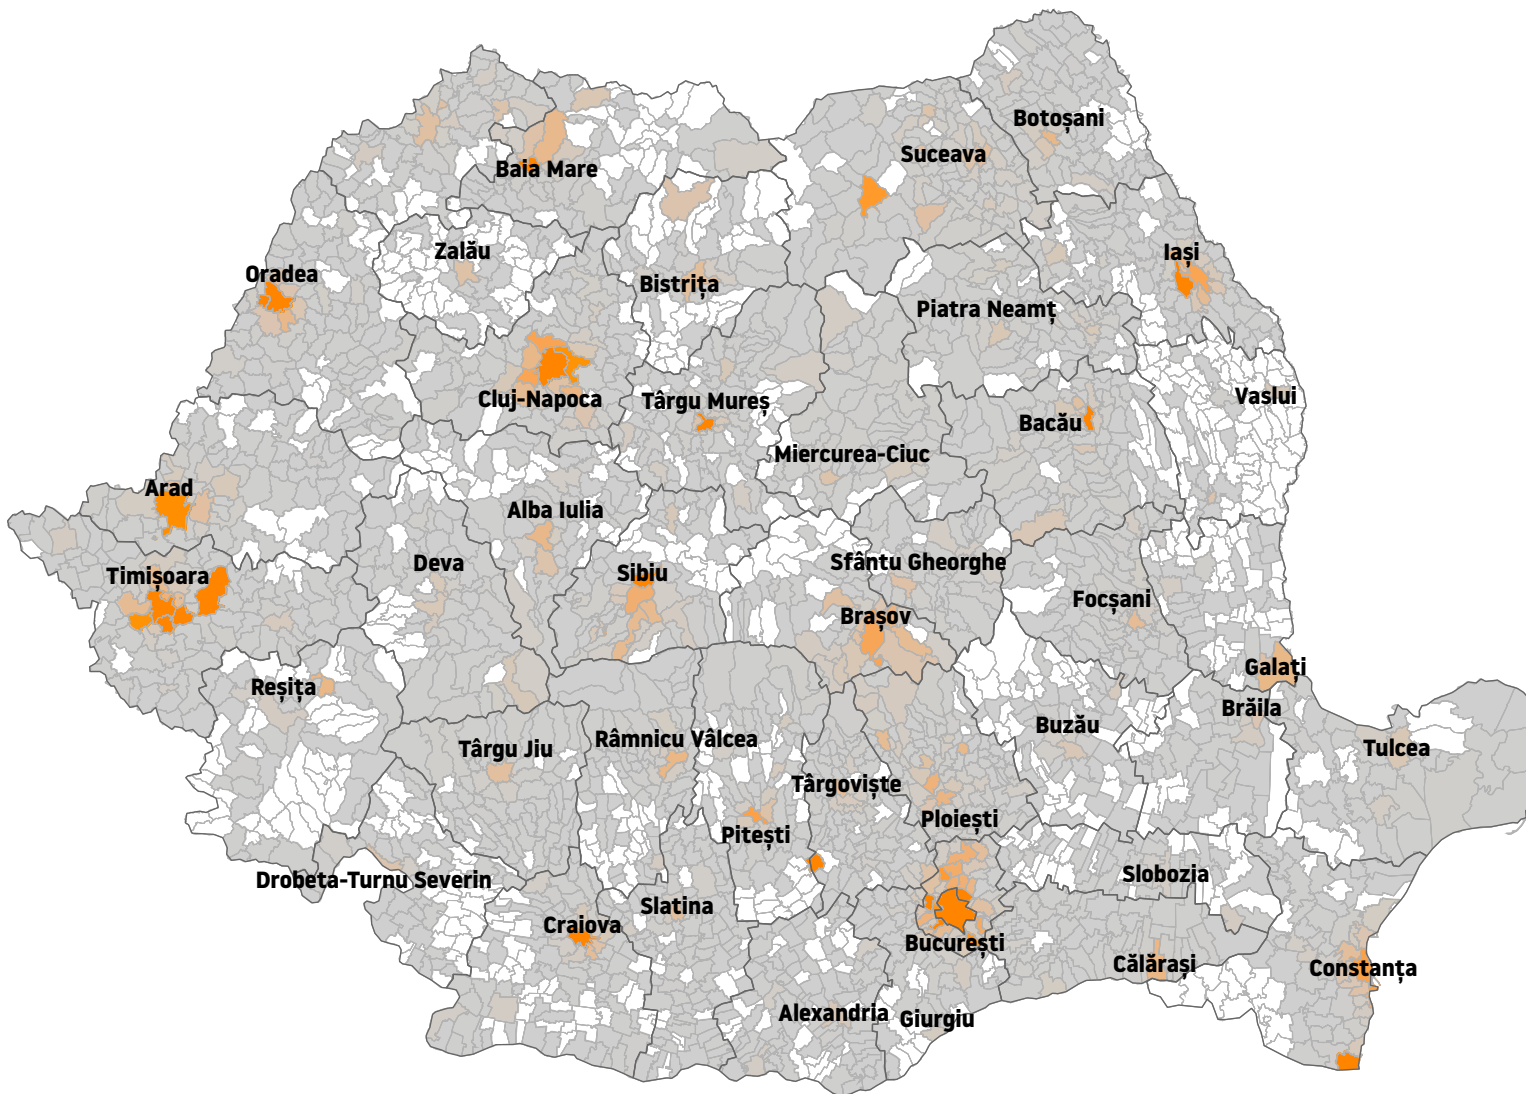 Botoșani
Suceava
Baia Mare
Zalău
Iași
Oradea
Bistrița
Piatra Neamț
Vaslui
Cluj-Napoca
Târgu Mureș
Bacău
Miercurea-Ciuc
Arad
Alba Iulia
Deva
Sfântu Gheorghe
Sibiu
Timișoara
Focșani
Brașov
Galați
Reșița
Brăila
Buzău
Râmnicu Vâlcea
Târgu Jiu
Tulcea
Târgoviște
Ploiești
Pitești
Slobozia
Drobeta-Turnu Severin
Slatina
Craiova
București
Călărași
Constanța
Alexandria
Giurgiu